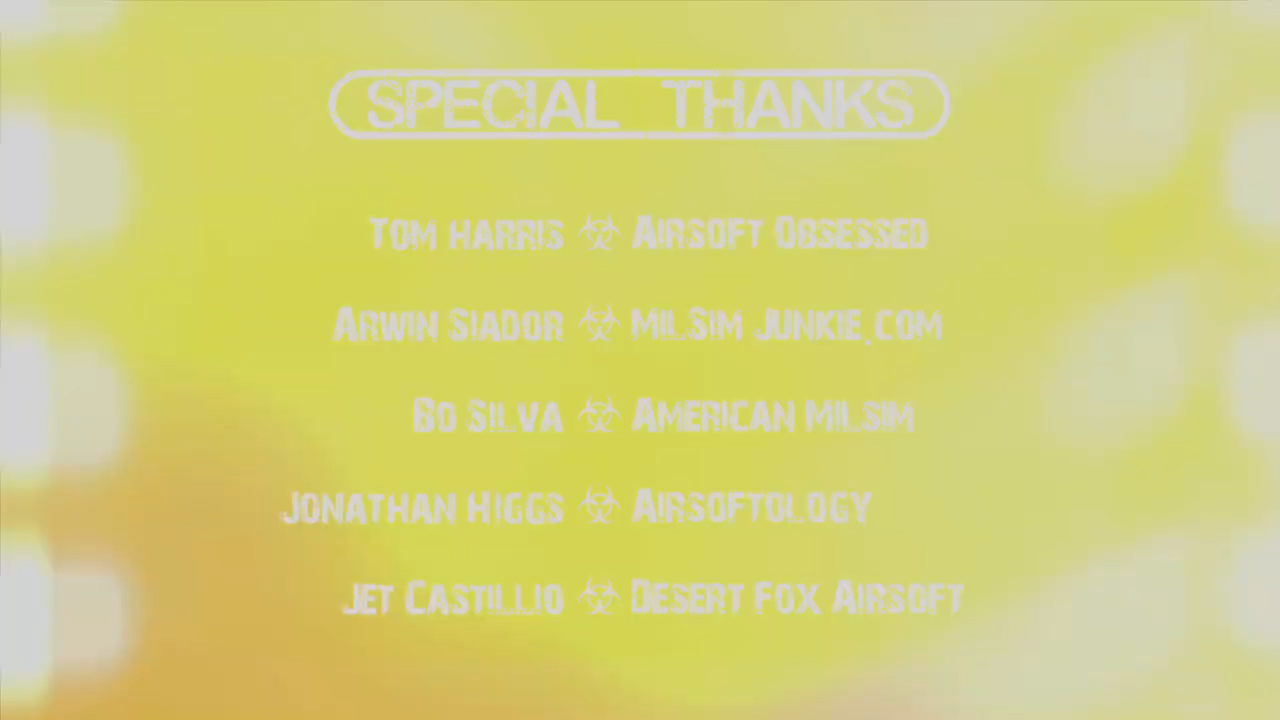 SPECIAL THANKS
TOM HARRIS ☣ AIRSOFT OBSESSED
ARWIN SIADOR ☣ MILSIM JUNKIE.COM
BO SILVA ☣ AMERICAN MILSIM
JONATHAN HIGGS ☣ AIRSOFTOLOGY
JET CASTILLIO ☣ DESERT FOX AIRSOFT